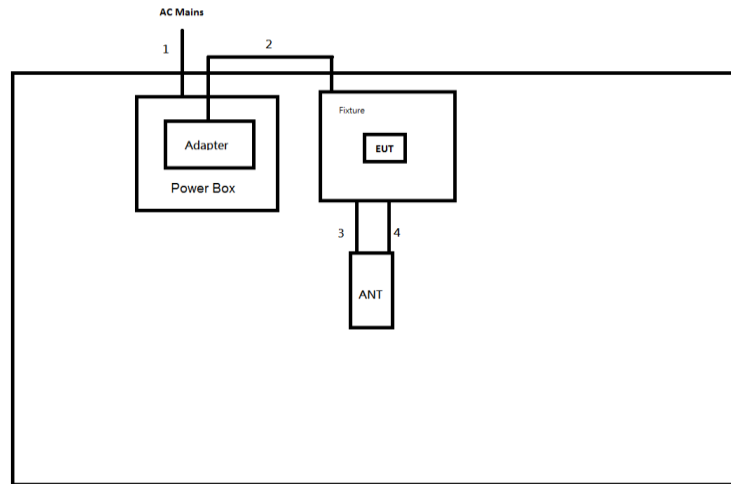 AC Mains
1
2
Fixture
Adapter
EUT
Power Box
3
4
ANT